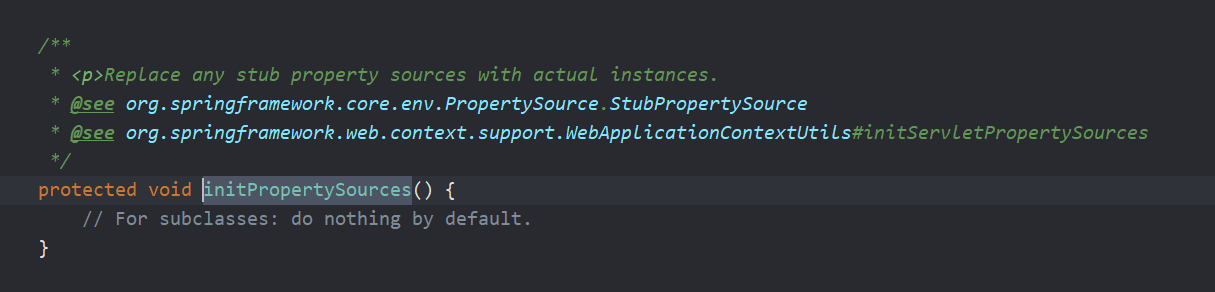 /**
 * <p>Replace any stub property sources with actual instances.
 * @see org.springframework.core.env.PropertySource.StubPropertySource
 * @see org.springframework.web.context.support.WebApplicationContextUtils#initServletPropertySources
 */
protected void initPropertySources() {
    // For subclasses: do nothing by default.
}